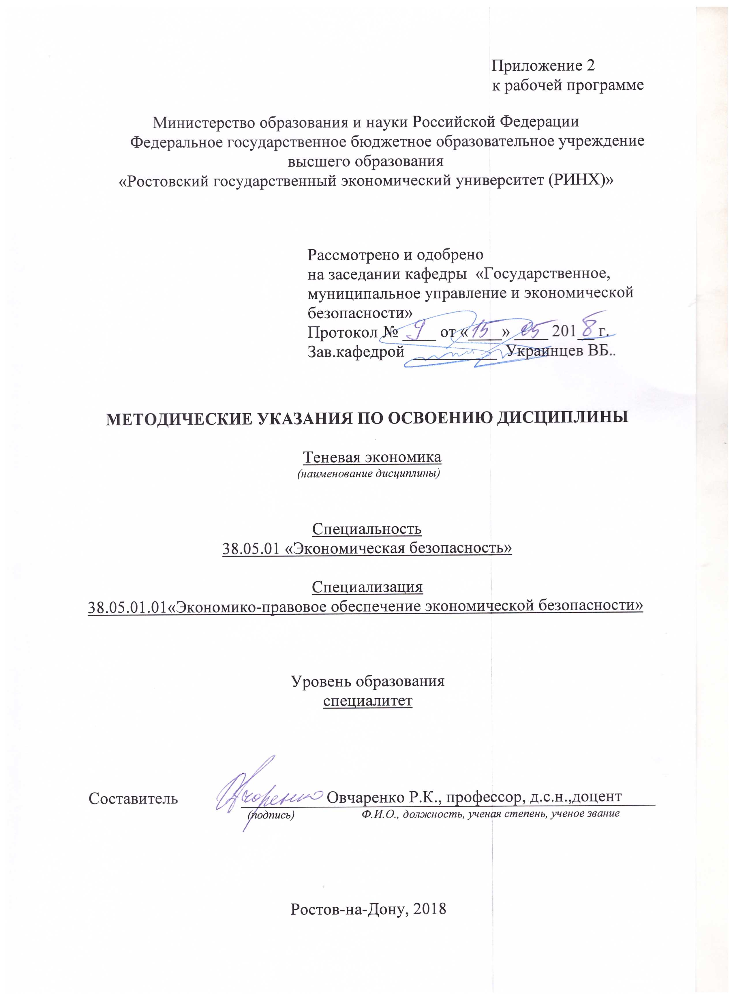 Приложение 2
к рабочей программе
Министерство образования и науки Российской Федерации
Федеральное государственное бюджетное образовательное учреждение
высшего образования
«Ростовский государственный экономический университет (РИНХ)»
Рассмотрено и одобрено
на заседании кафедры «Государственное,
муниципальное управление и экономической
безопасности»
Протокол № 9 от «15» 05 2018 г.
Зав.кафедрой Украинцев ВБ..
МЕТОДИЧЕСКИЕ УКАЗАНИЯ ПО ОСВОЕНИЮ ДИСЦИПЛИНЫ
Теневая экономика
(наименование дисциплины)
Специальность
38.05.01 «Экономическая безопасность»
Специализация
38.05.01.01«Экономико-правовое обеспечение экономической безопасности»
Уровень образования
специалитет
Составитель Овчаренко Овчаренко Р.К., профессор, д.с.н.,доцент
(подпись) Ф.И.О., должность, ученая степень, ученое звание
Ростов-на-Дону, 2018